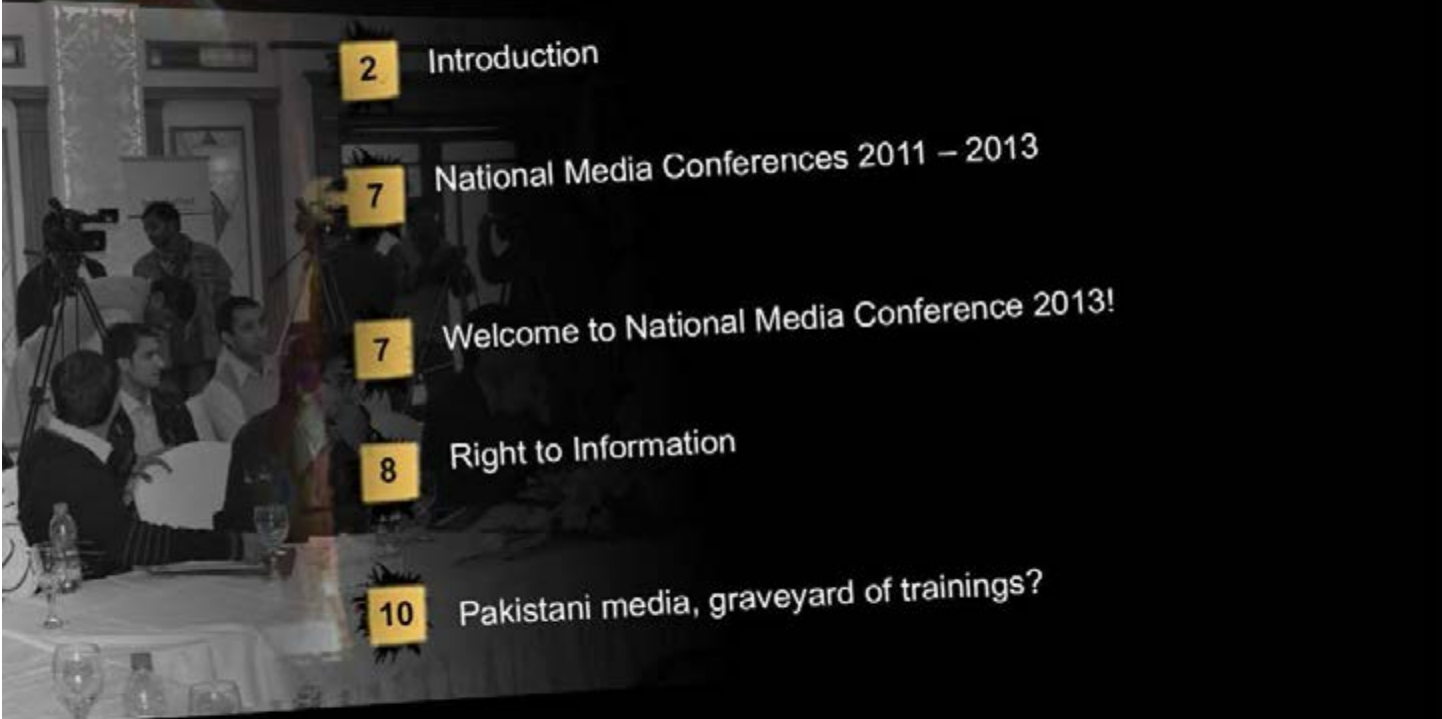 2 Introduction
7 National Media Conferences 2011 – 2013
7 Welcome to National Media Conference 2013!
8 Right to Information
10 Pakistani media, graveyard of trainings?